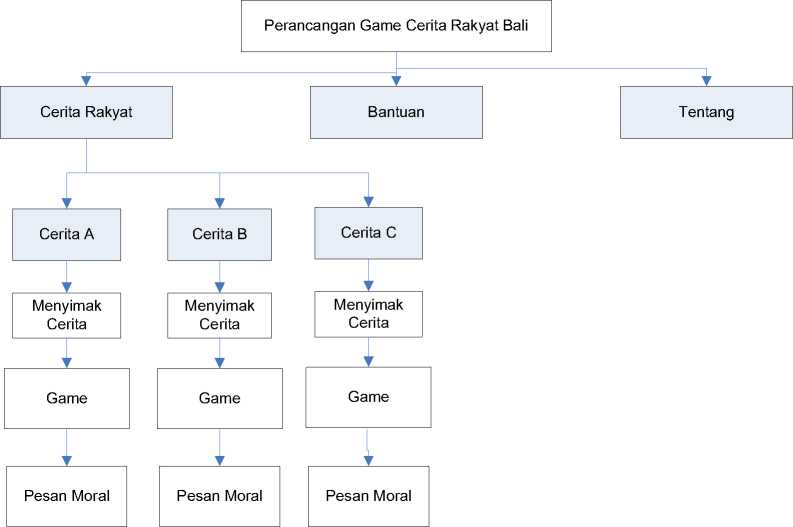 Perancangan Game Cerita Rakyat Bali
Cerita Rakyat
Bantuan
Tentang
Cerita A
Cerita B
Cerita C
Menyimak
Cerita
Menyimak
Cerita
Menyimak
Cerita
Game
Game
Game
Pesan Moral
Pesan Moral
Pesan Moral